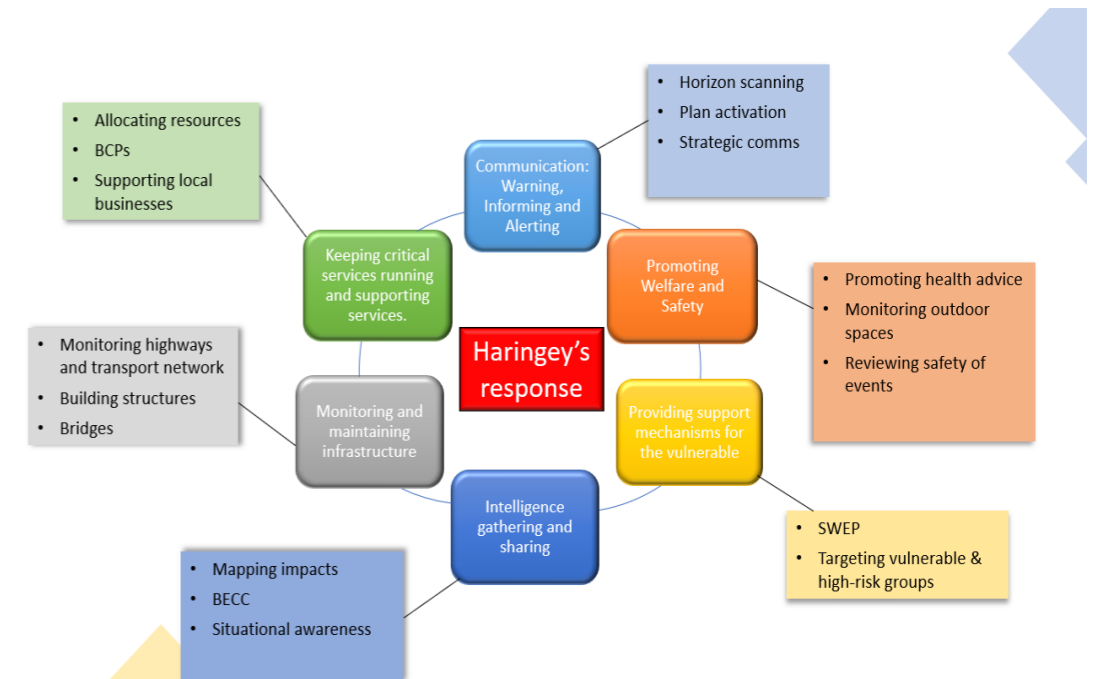 Haringey's
response
Communication:
Warning,
Informing and
Alerting
• Horizon scanning
• Plan activation
• Strategic comms
Promoting
Welfare and
Safety
• Promoting health advice
• Monitoring outdoor
spaces
• Reviewing safety of
events
Providing support
mechanisms for
the vulnerable
• SWEP
• Targeting vulnerable &
high-risk groups
Intelligence
gathering and
sharing
• Mapping impacts
• BECC
• Situational awareness
Monitoring and
maintaining
infrastructure
• Monitoring highways
and transport network
• Building structures
• Bridges
Keeping critical
services running
and supporting
services.
• Allocating resources
• BCPs
• Supporting local
businesses